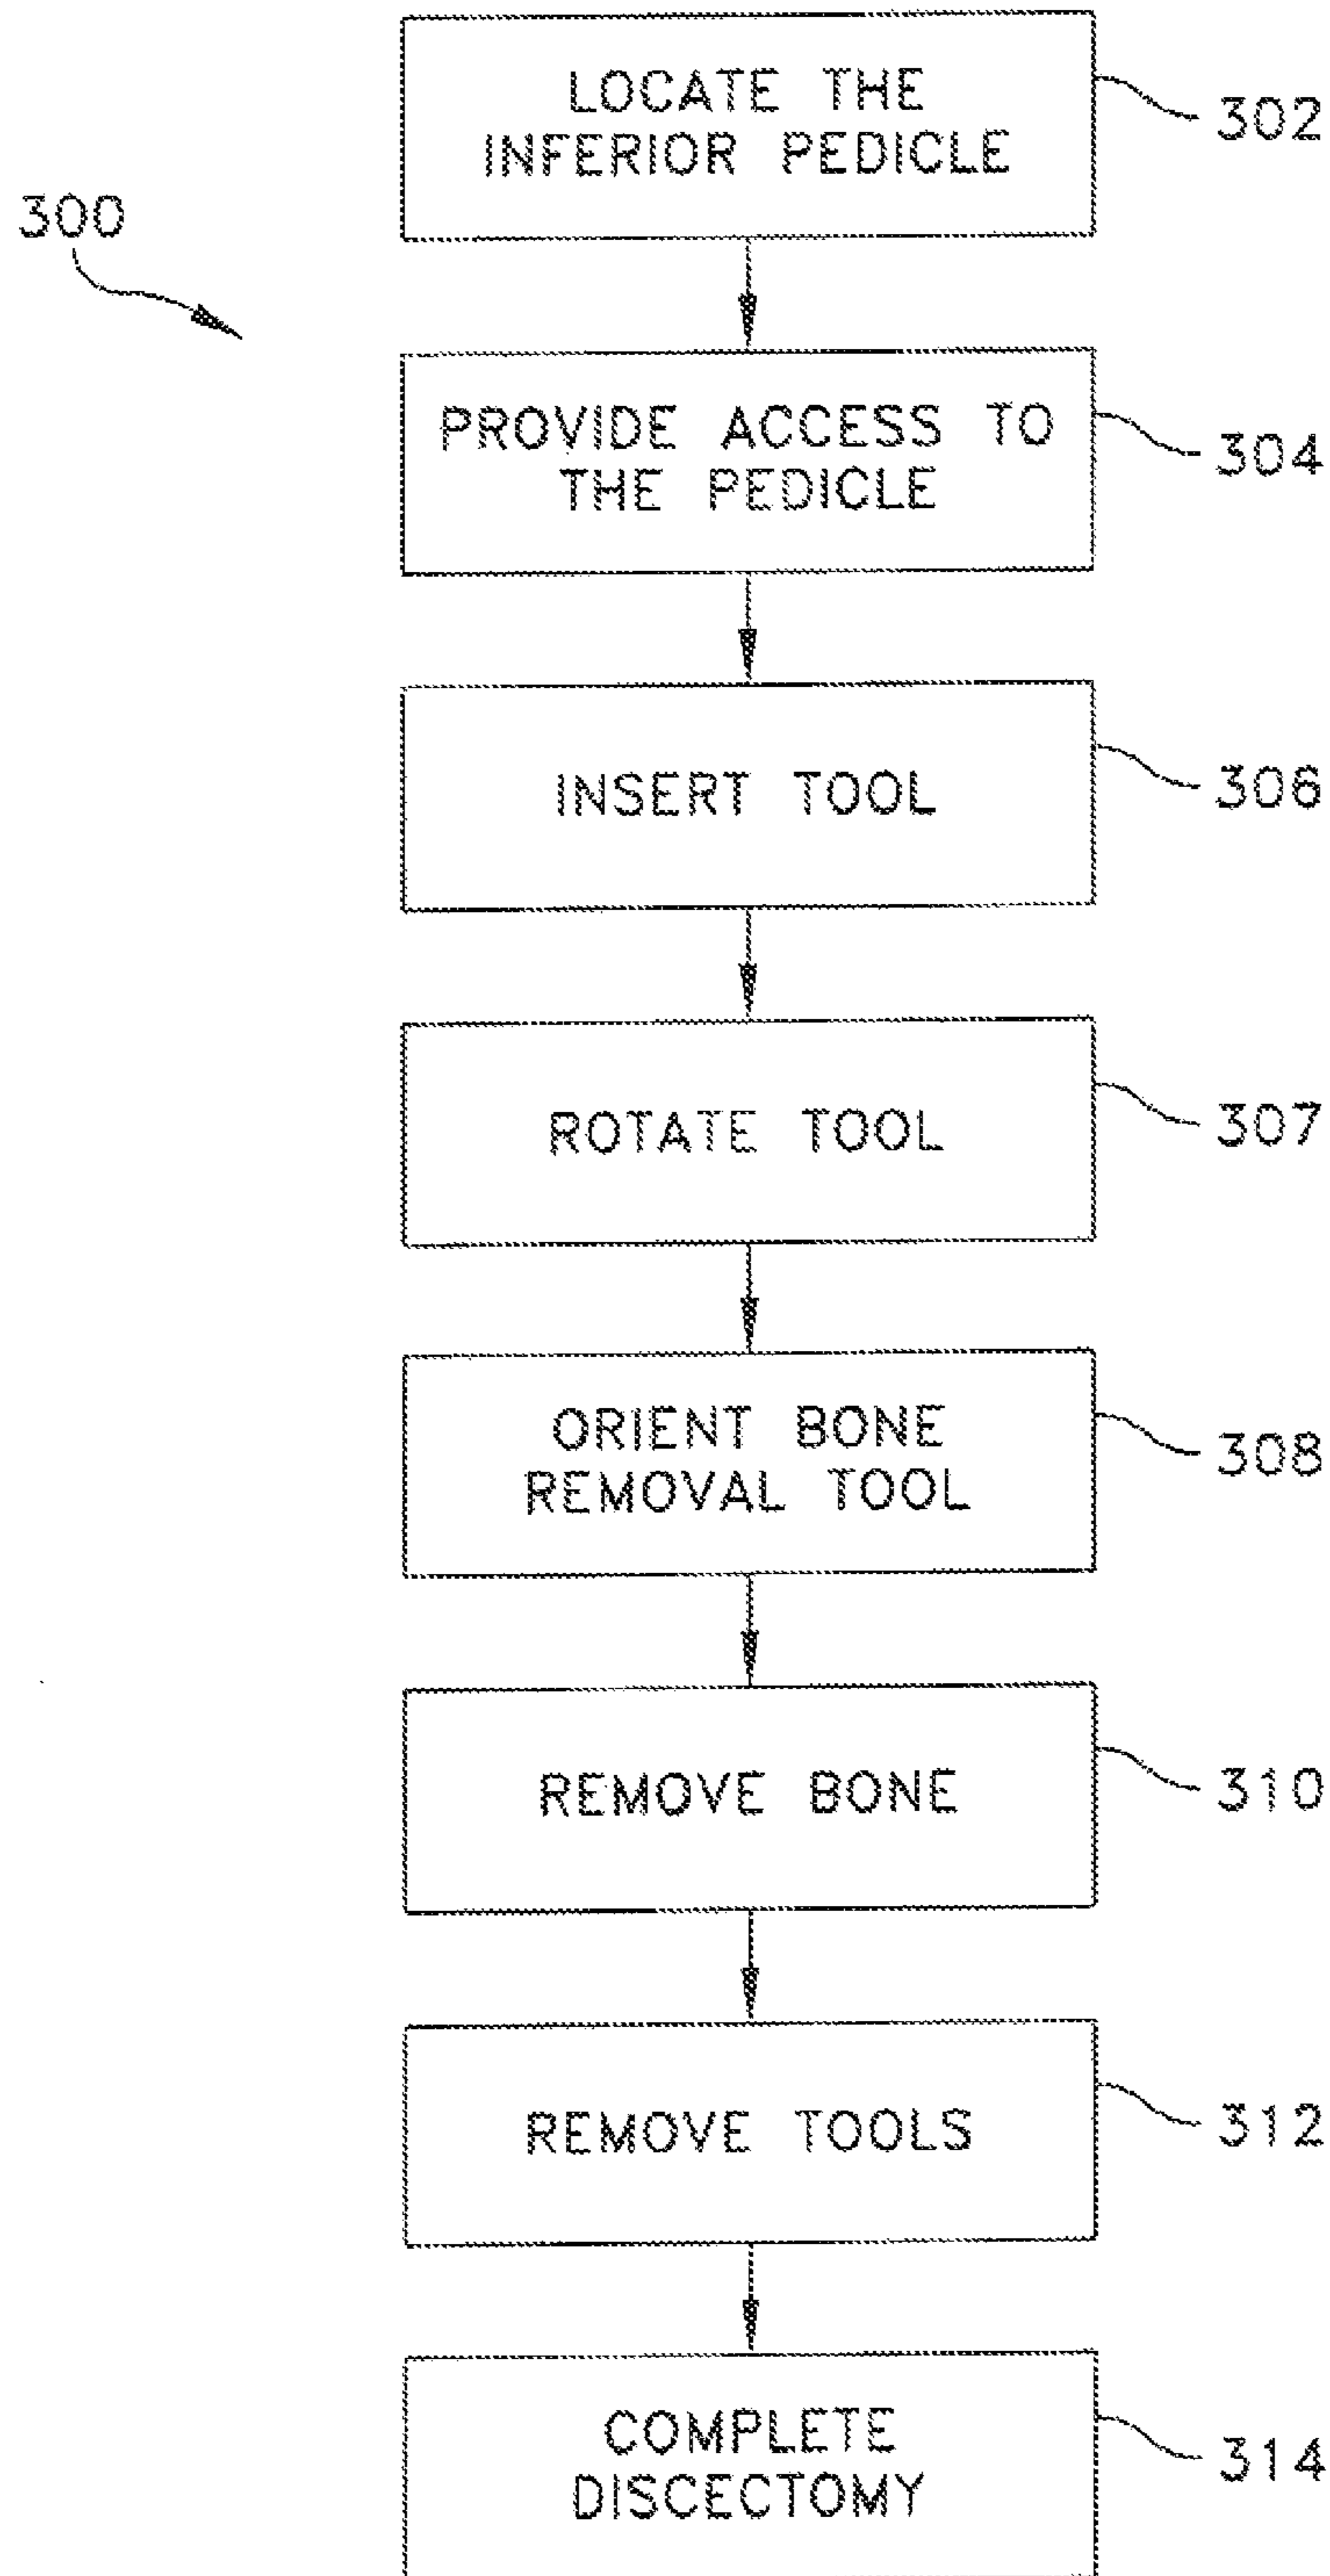 LOCATE THE
INFERIOR PEDICLE
302
300
PROVIDE ACCESS TO
THE PEDICLE
304
INSERT TOOL
306
ROTATE TOOL
307
ORIENT BONE
REMOVAL TOOL
308
REMOVE BONE
310
REMOVE TOOLS
312
COMPLETE
DISCECTOMY
314